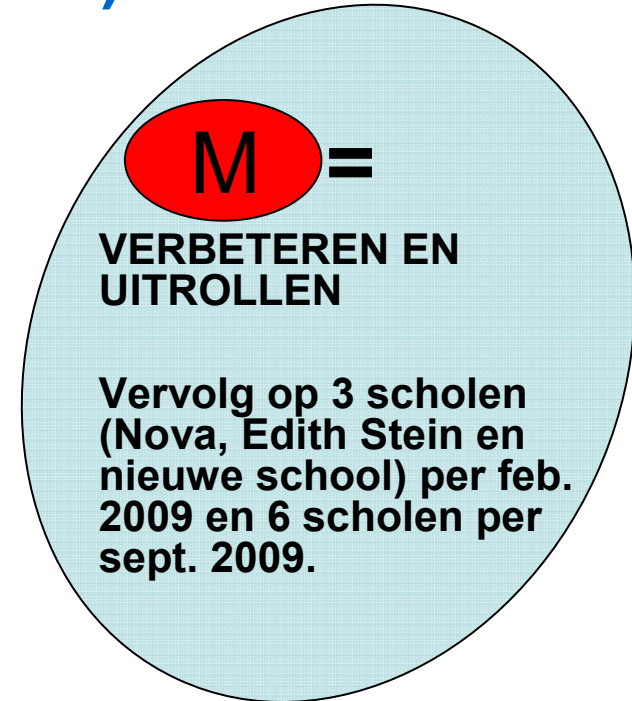 )
M =
VERBETEREN EN
UITROLLEN
Vervolg op 3 scholen
(Nova, Edith Stein en
nieuwe school) per feb.
2009 en 6 scholen per
sept. 2009.